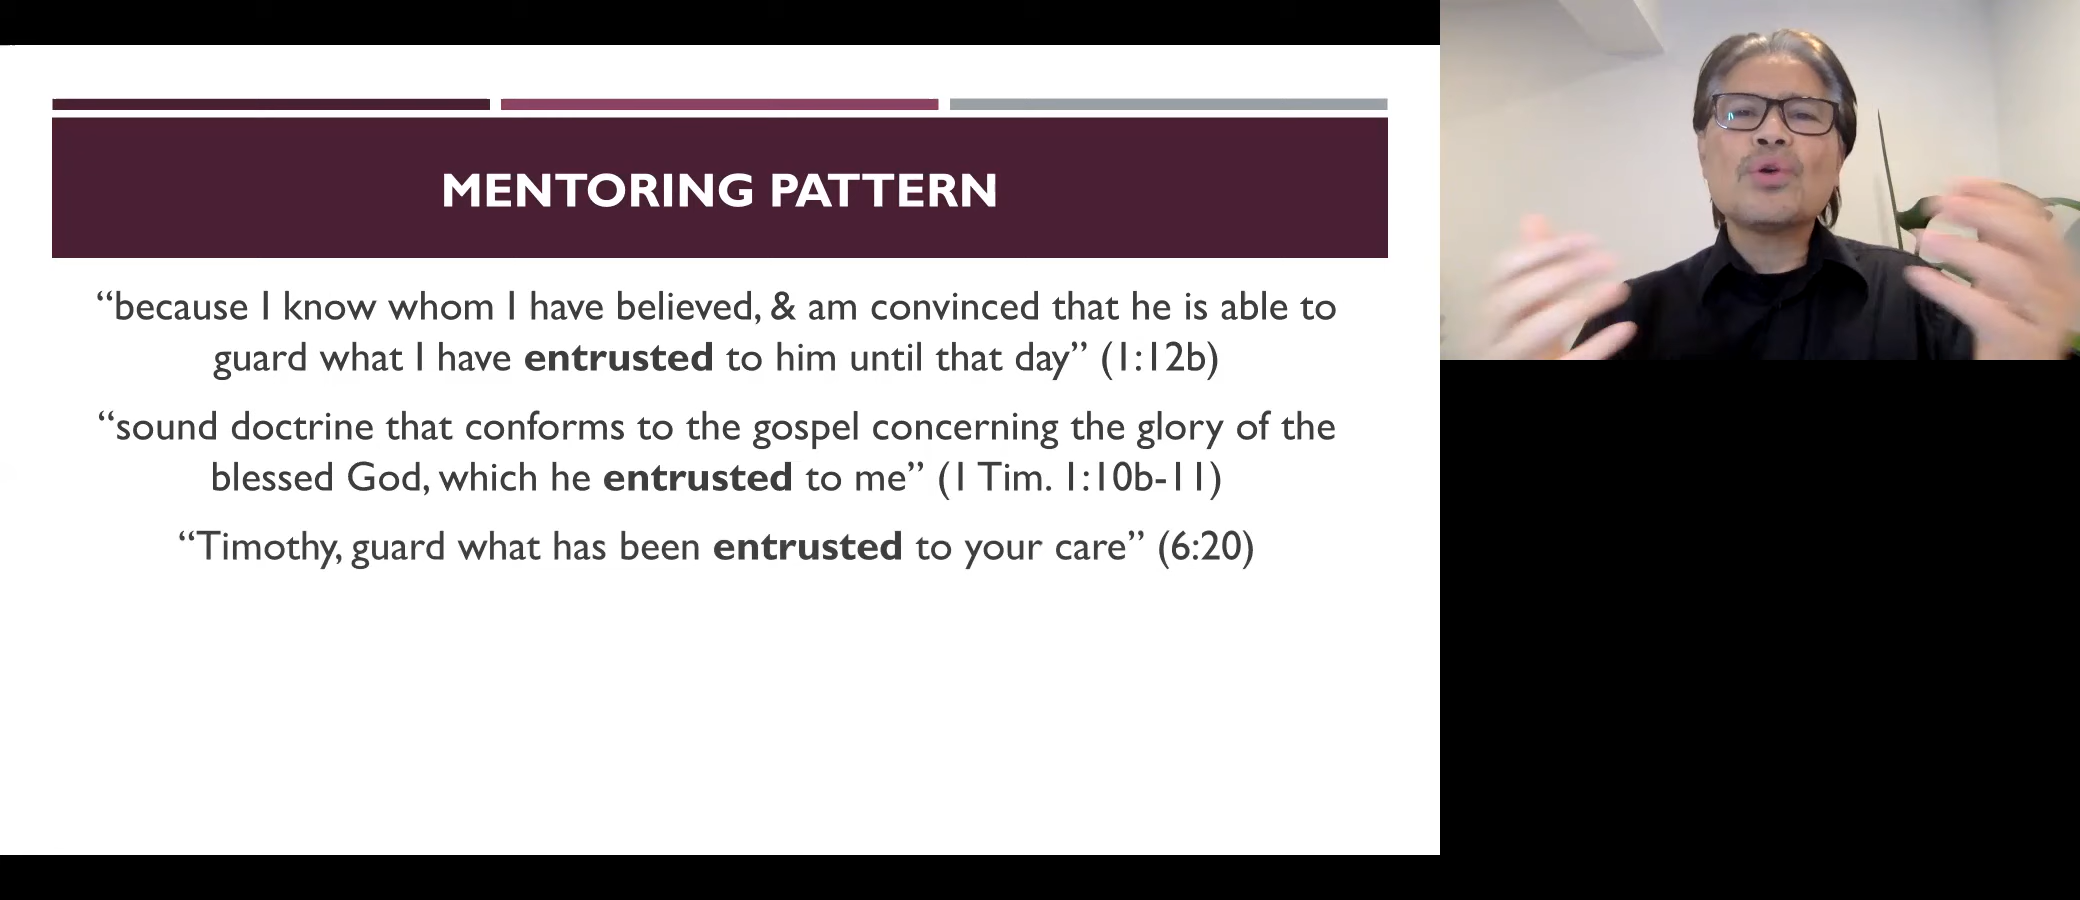 MENTORING PATTERN
“because I know whom I have believed, & am convinced that he is able to
guard what I have entrusted to him until that day” (1:12b)
“sound doctrine that conforms to the gospel concerning the glory of the
blessed God, which he entrusted to me” (1 Tim. 1:10b-11)
“Timothy, guard what has been entrusted to your care” (6:20)